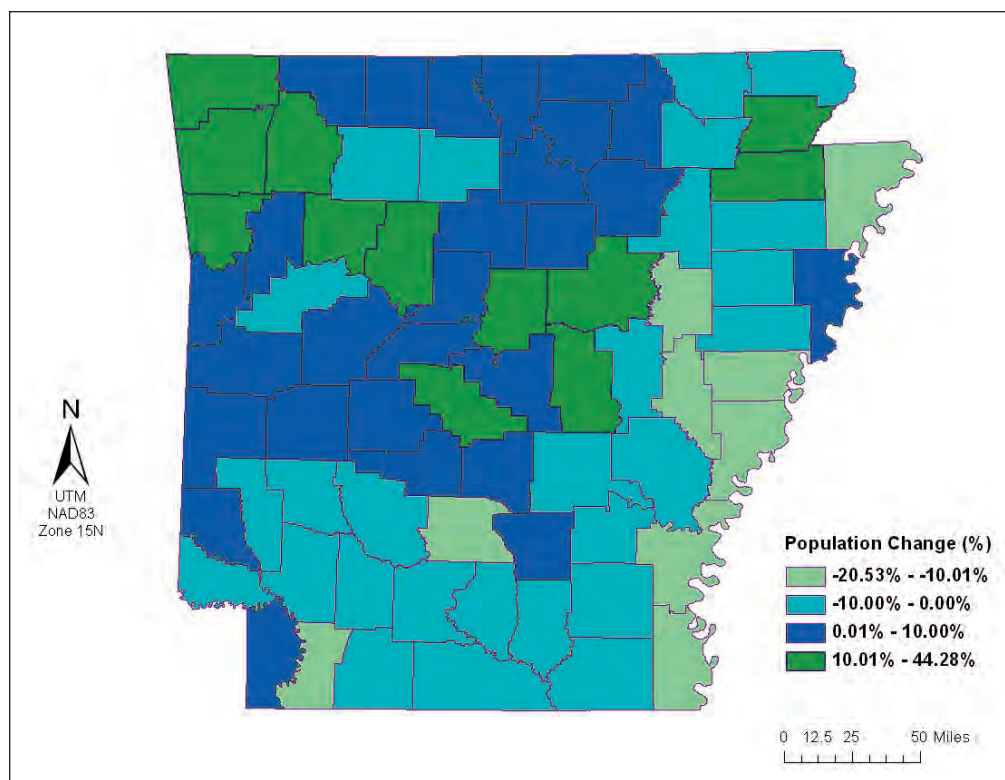 N
UTM
NAD83
Zone 15N
Population Change (%)
-20.53% - -10.01%
-10.00% - 0.00%
0.01% - 10.00%
10.01% - 44.28%
0 12.5 25 50 Miles